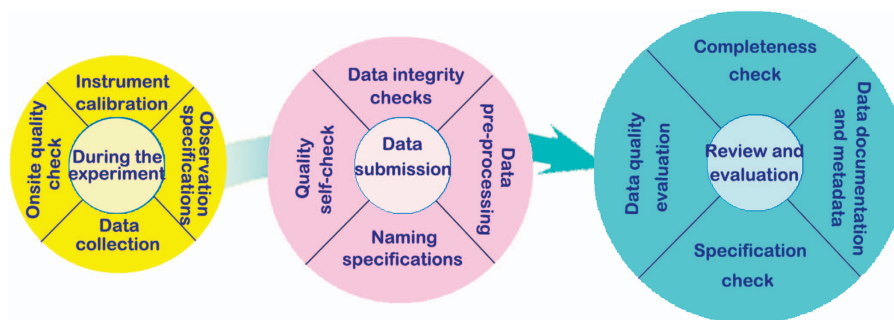 Instrument
calibration
Onsite quality
check
During the
experiment
Observation
specifications
Data
collection
Data integrity
checks
Quality
self-check
Data
submission
Data
pre-processing
Naming
specifications
Completeness
check
Data quality
evaluation
Review and
evaluation
Data documentation
and metadata
Specification
check